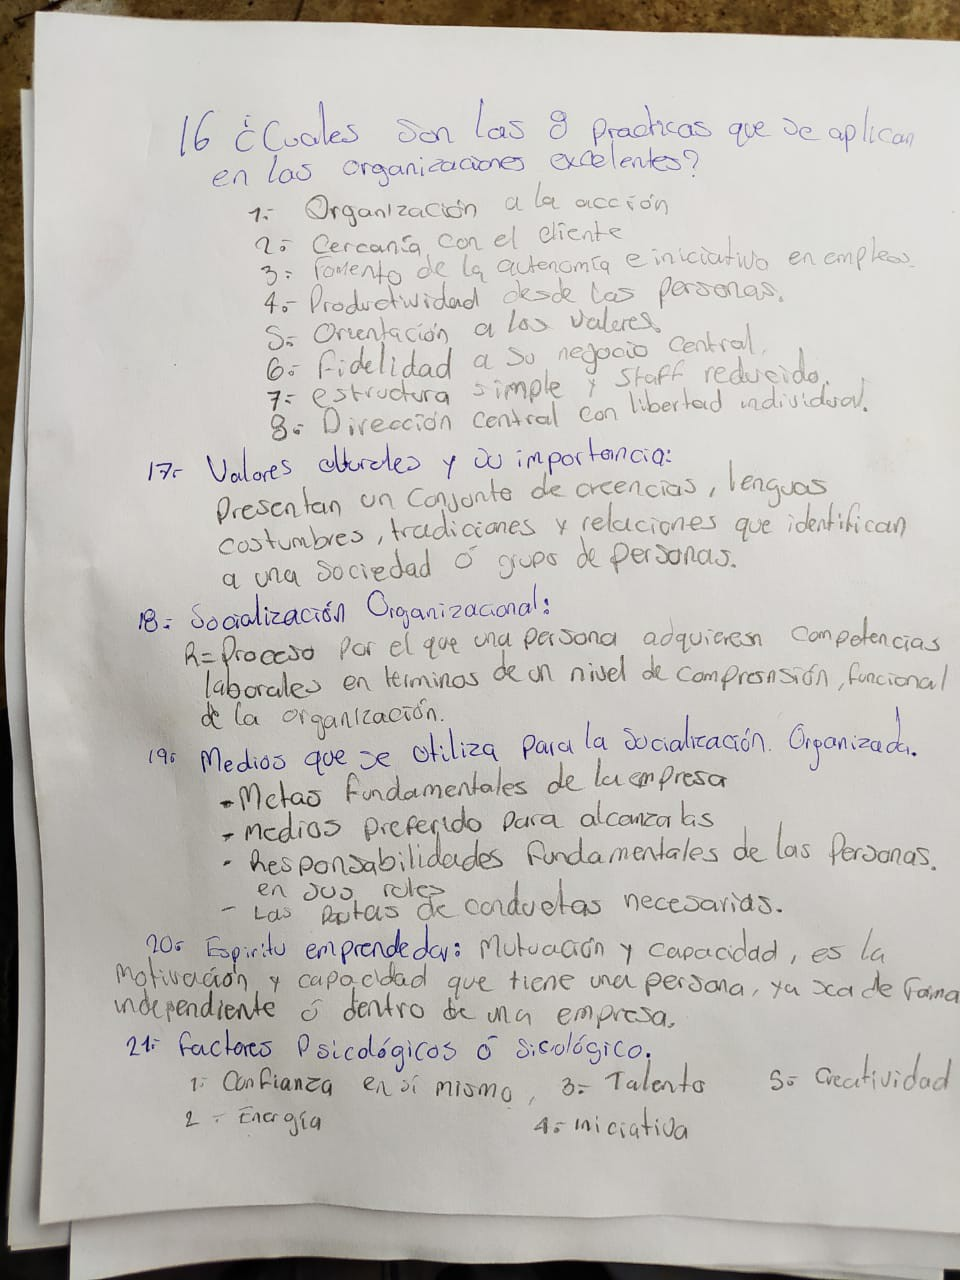 16 ¿Cuales son las 8 practicas que se aplican
en las organizaciones excelentes?
1.- Organización a la acción
2.- Cercanía con el cliente
3.- Fomento de la autonomía e iniciativa en empleos.
4.- Productividad desde las personas.
5.- Orientación a los valores.
6.- Fidelidad a su negocio central.
7.- estructura simple y staff reducido.
8.- Dirección central con libertad individual.
17.- Valores culturales y su importancia:
Presentan un conjunto de creencias, lenguas
costumbres, tradiciones y relaciones que identifican
a una sociedad ó grupo de personas.
18.- Socialización Organizacional:
R= Proceso por el que una persona adquieresn competencias
laborales en terminos de un nivel de compresnsión, funcional
de la organización.
19.- Medios que se utiliza para la socialización. Organizada.
- Metas fundamentales de la empresa
- medios preferido para alcanzarlas
- Responsabilidades fundamentales de las personas.
en sus roles
- Las pautas de conductas necesarias.
20.- Espiritu emprendedor: Mutuación y capacidad, es la
motivación y capacidad que tiene una persona, ya sea de forma
independiente ó dentro de una empresa.
21.- factores Psicológicos ó sicológico.
1.- Confianza en sí mismo, 3.- Talento 5.- Creatividad
2.- Energía 4.- iniciativa